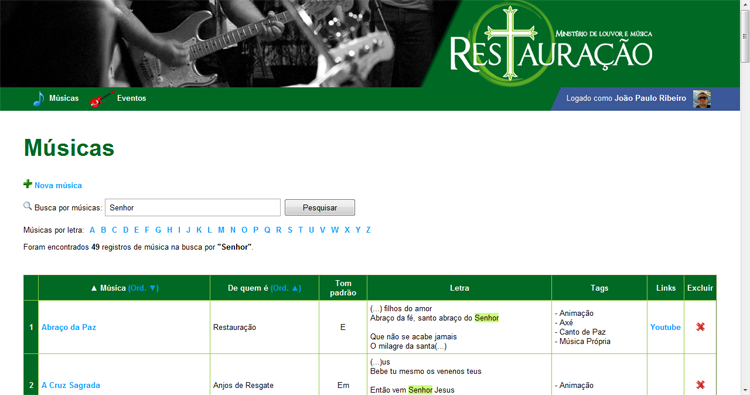 MINISTÉRIO DE LOUVOR E MÚSICA
RESTAURAÇÃO
Músicas
Eventos
Logado como João Paulo Ribeiro
Músicas
Nova música
Busca por músicas: Senhor Pesquisar
Músicas por letra: A B C D E F G H I J K L M N O P Q R S T U V W X Y Z
Foram encontrados 49 registros de música na busca por "Senhor".
▲ Música (Ord. ▼) De quem é (Ord. ▲) Tom padrão Letra Tags Links Excluir
1 Abraço da Paz Restauração E
(...) filhos do amor
Abraço da fé, santo abraço do Senhor
Que não se acabe jamais
O milagre da santa(...)
- Animação
- Axé
- Canto de Paz
- Música Própria
Youtube
2 A Cruz Sagrada Anjos de Resgate Em
(...)us
Bebe tu mesmo os venenos teus
Então vem Senhor Jesus
- Animação